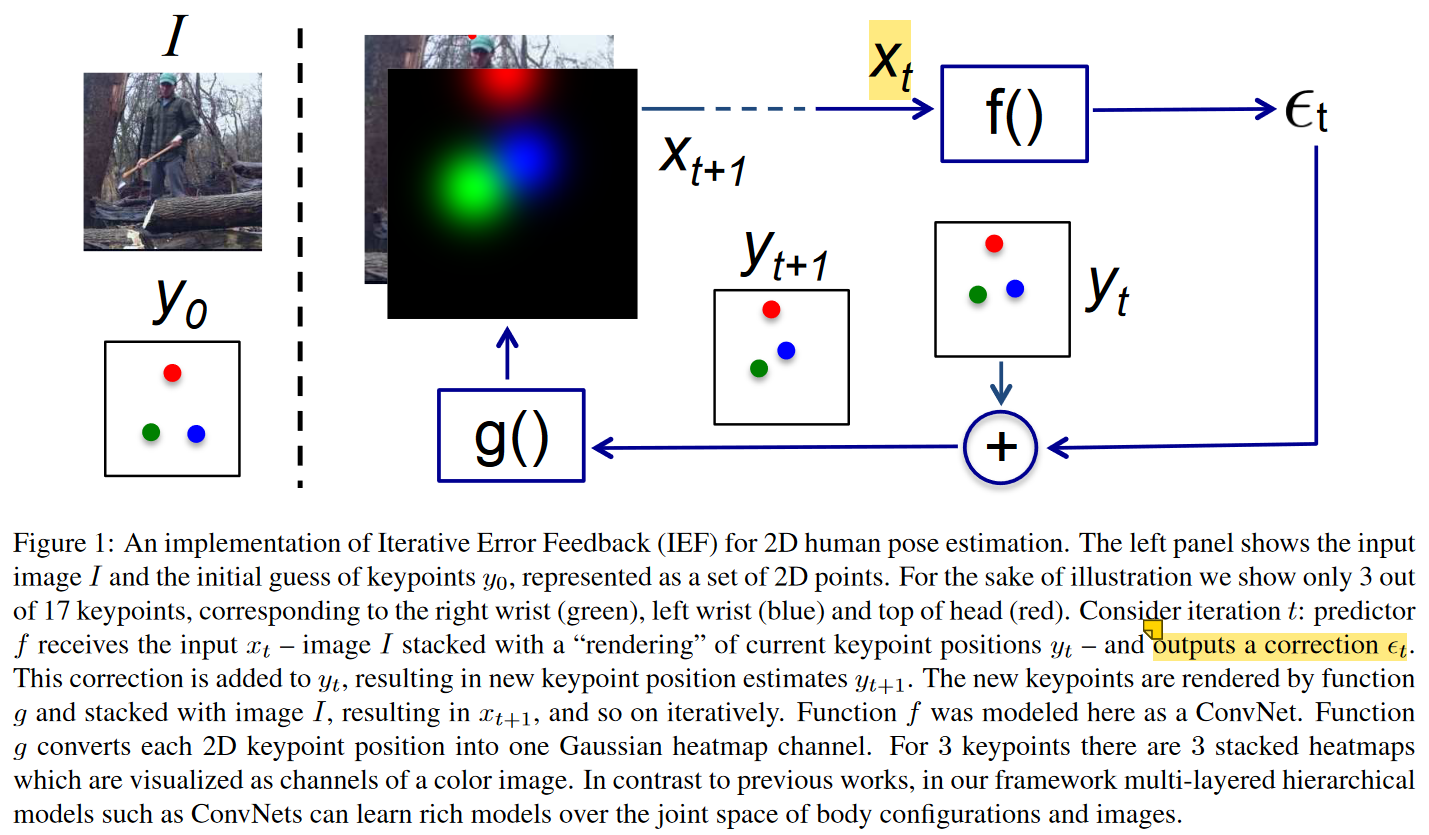 I
x_t
f()
ϵ_t
x_{t+1}
y_{t+1}
y_t
y_0
g()
+
Figure 1: An implementation of Iterative Error Feedback (IEF) for 2D human pose estimation. The left panel shows the input
image I and the initial guess of keypoints y_0, represented as a set of 2D points. For the sake of illustration we show only 3 out
of 17 keypoints, corresponding to the right wrist (green), left wrist (blue) and top of head (red). Consider iteration t: predictor
f receives the input x_t – image I stacked with a “rendering” of current keypoint positions y_t – and outputs a correction ϵ_t.
This correction is added to y_t, resulting in new keypoint position estimates y_{t+1}. The new keypoints are rendered by function
g and stacked with image I, resulting in x_{t+1}, and so on iteratively. Function f was modeled here as a ConvNet. Function
g converts each 2D keypoint position into one Gaussian heatmap channel. For 3 keypoints there are 3 stacked heatmaps
which are visualized as channels of a color image. In contrast to previous works, in our framework multi-layered hierarchical
models such as ConvNets can learn rich models over the joint space of body configurations and images.